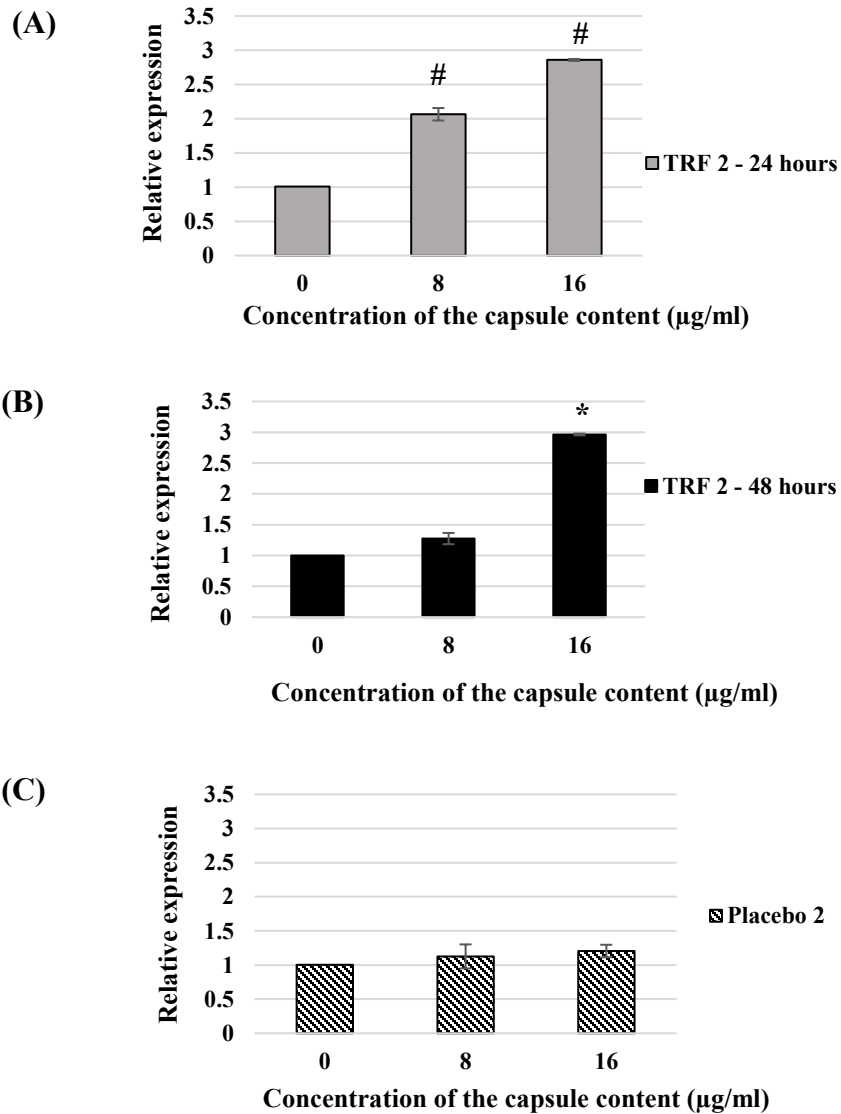 (A)
Relative expression
3.5
3
2.5
2
1.5
1
0.5
0
#
#
0 8 16
Concentration of the capsule content (µg/ml)
TRF 2 - 24 hours
(B)
Relative expression
3.5
3
2.5
2
1.5
1
0.5
0
*
0 8 16
Concentration of the capsule content (µg/ml)
TRF 2 - 48 hours
(C)
Relative expression
3.5
3
2.5
2
1.5
1
0.5
0
0 8 16
Concentration of the capsule content (µg/ml)
Placebo 2